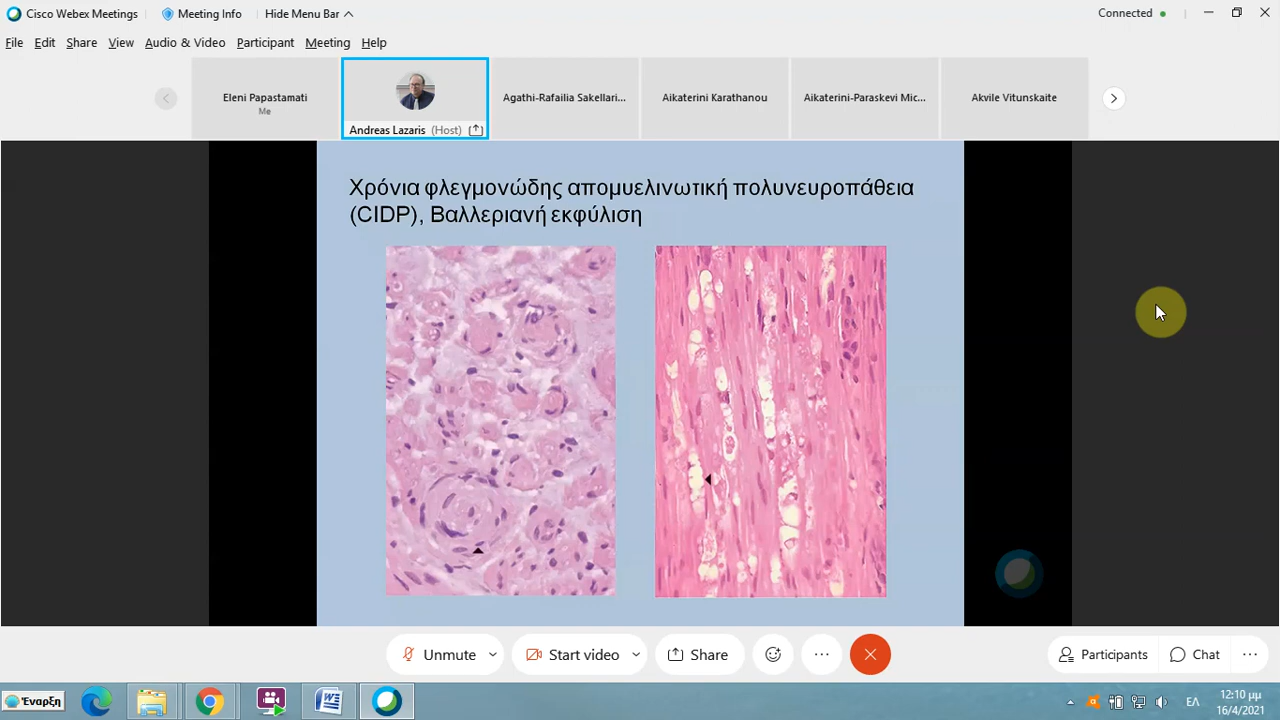 Cisco Webex Meetings
Meeting Info
Hide Menu Bar
Connected
File Edit Share View Audio & Video Participant Meeting Help
Eleni Papastamati
Me
Andreas Lazaris (Host)
Agathi-Rafailia Sakellari...
Aikaterini Karathanou
Aikaterini-Paraskevi Mic...
Akvile Vitunskaite
Χρόνια φλεγμονώδης απομυελινωτική πολυνευροπάθεια
(CIDP), Βαλλεριανή εκφύλιση
Unmute
Start video
Share
Participants
Chat
Έναρξη
ΕΛ
12:10 μμ
16/4/2021